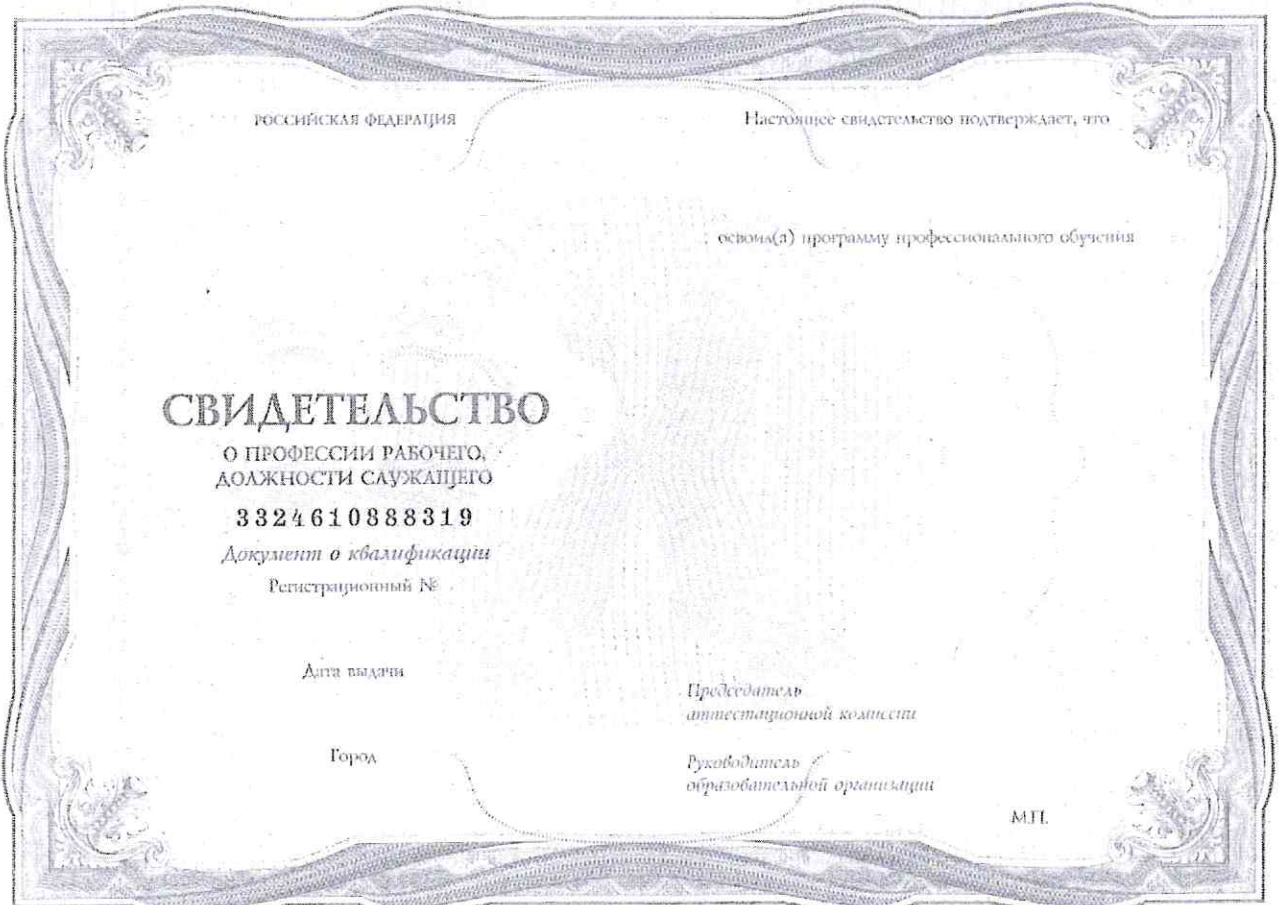 РОССИЙСКАЯ ФЕДЕРАЦИЯ
СВИДЕТЕЛЬСТВО
О ПРОФЕССИИ РАБОЧЕГО,
ДОЛЖНОСТИ СЛУЖАЩЕГО
3324610888319
Документ о квалификации
Регистрационный №
Дата выдачи
Город
Настоящее свидетельство подтверждает, что
освоил(а) программу профессионального обучения
Председатель
аттестационной комиссии
Руководитель
образовательной организации
М.П.